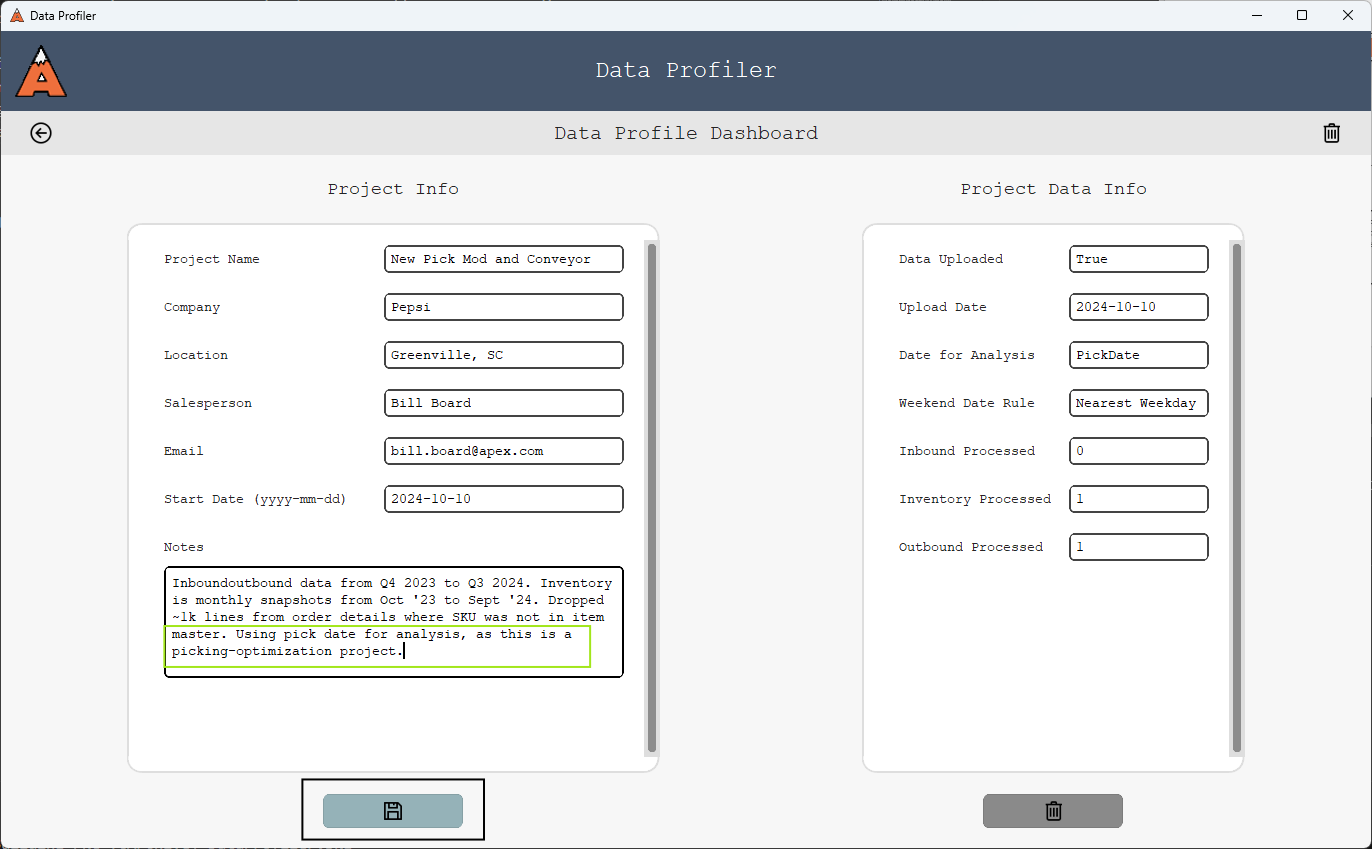 Data Profiler
Data Profiler
Data Profile Dashboard
Project Info
Project Name
New Pick Mod and Conveyor
Company
Pepsi
Location
Greenville, SC
Salesperson
Bill Board
Email
bill.board@apex.com
Start Date (yyyy-mm-dd)
2024-10-10
Notes
Inboundoutbound data from Q4 2023 to Q3 2024. Inventory
is monthly snapshots from Oct '23 to Sept '24. Dropped
~1k lines from order details where SKU was not in item
master. Using pick date for analysis, as this is a
picking-optimization project.
Project Data Info
Data Uploaded
True
Upload Date
2024-10-10
Date for Analysis
PickDate
Weekend Date Rule
Nearest Weekday
Inbound Processed
0
Inventory Processed
1
Outbound Processed
1